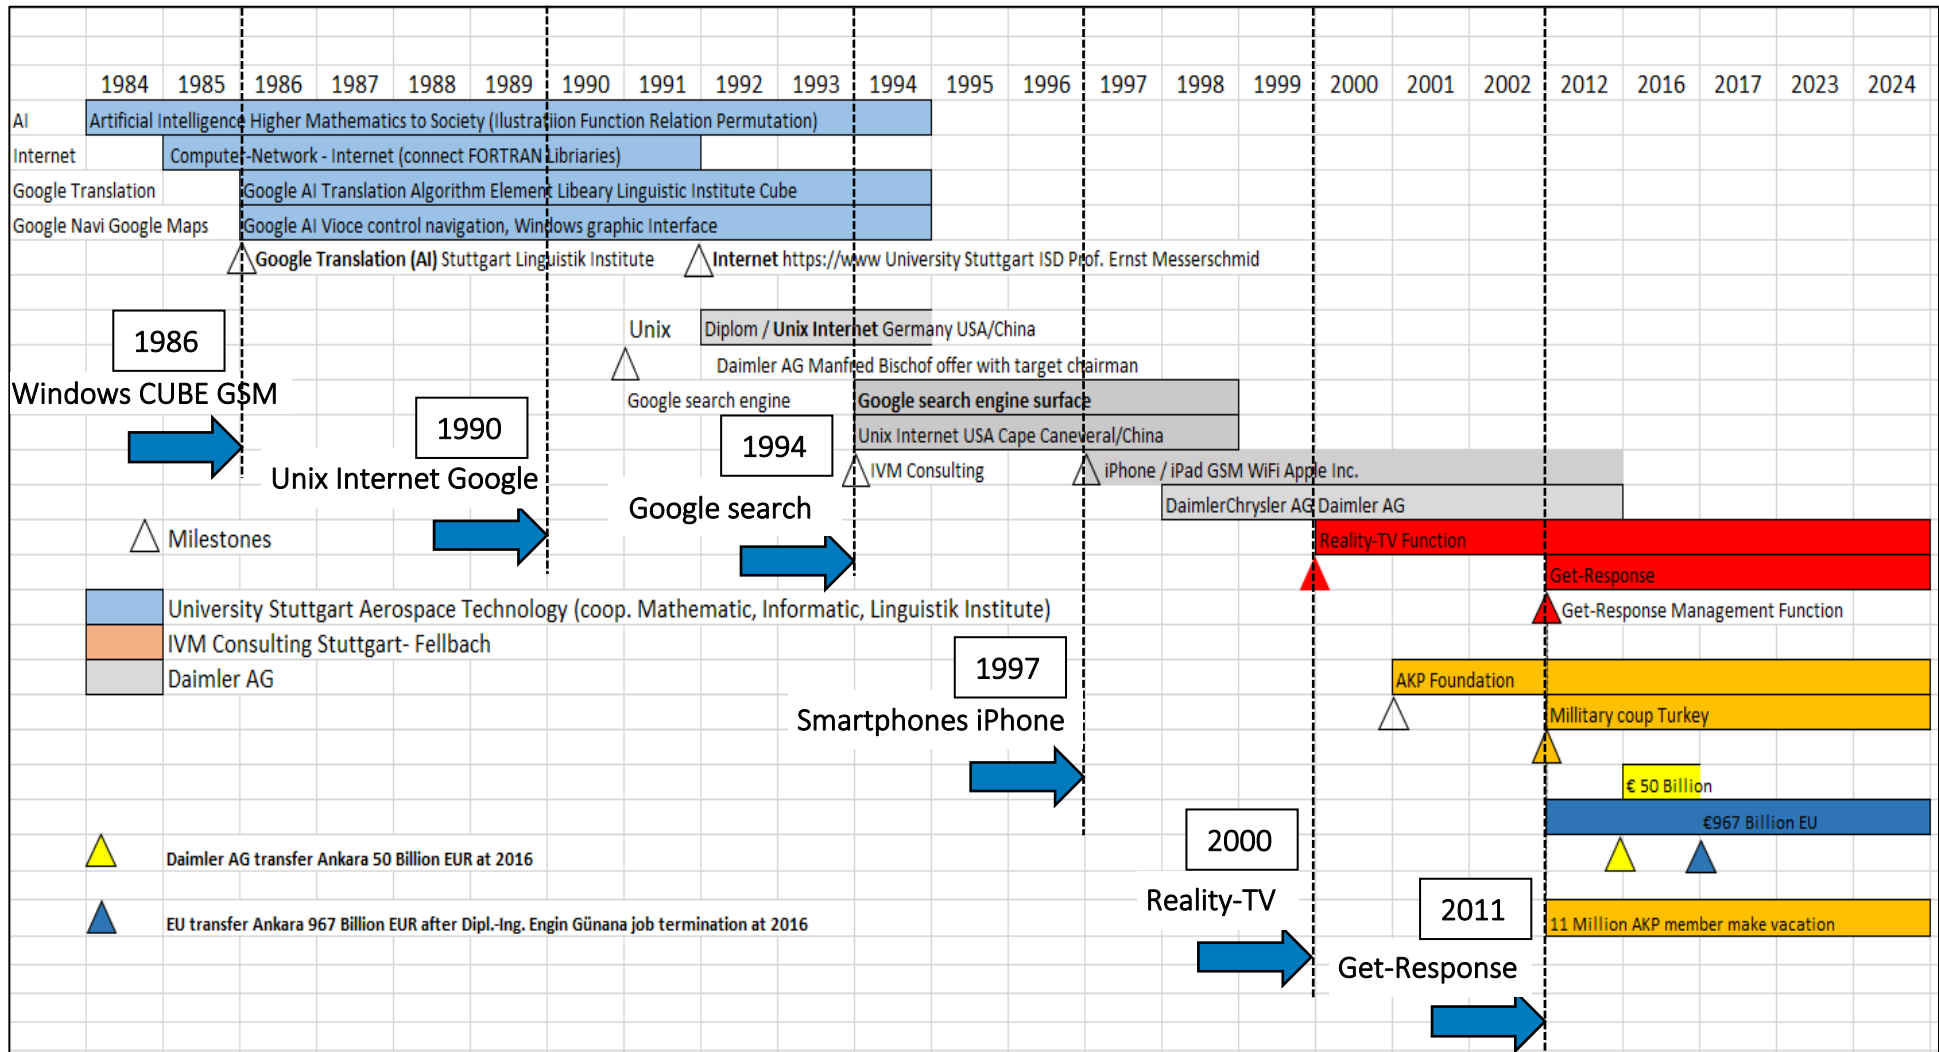 1984 1985 1986 1987 1988 1989 1990 1991 1992 1993 1994 1995 1996 1997 1998 1999 2000 2001 2002 2012 2016 2017 2023 2024
AI Artificial Intelligence Higher Mathematics to Society (Ilustratiion Function Relation Permutation)
Internet Computer-Network - Internet (connect FORTRAN Libriaries)
Google Translation Google AI Translation Algorithm Element Libeary Linguistic Institute Cube
Google Navi Google Maps Google AI Vioce control navigation, Windows graphic Interface
Google Translation (AI) Stuttgart Linguistik Institute Internet https://www University Stuttgart ISD Prof. Ernst Messerschmid
1986
Unix Diplom / Unix Internet Germany USA/China
Daimler AG Manfred Bischof offer with target chairman
Windows CUBE GSM
Google search engine Google search engine surface
1990
1994
Unix Internet USA Cape Caneveral/China
Unix Internet Google
IVM Consulting iPhone / iPad GSM WiFi Apple Inc.
Google search
DaimlerChrysler AG Daimler AG
Milestones
Reality-TV Function
Get-Response
University Stuttgart Aerospace Technology (coop. Mathematic, Informatic, Linguistik Institute)
Get-Response Management Function
IVM Consulting Stuttgart- Fellbach
1997
Daimler AG
AKP Foundation
Smartphones iPhone
Millitary coup Turkey
€ 50 Billion
€967 Billion EU
2000
Daimler AG transfer Ankara 50 Billion EUR at 2016
Reality-TV
2011
EU transfer Ankara 967 Billion EUR after Dipl.-Ing. Engin Günana job termination at 2016
11 Million AKP member make vacation
Get-Response